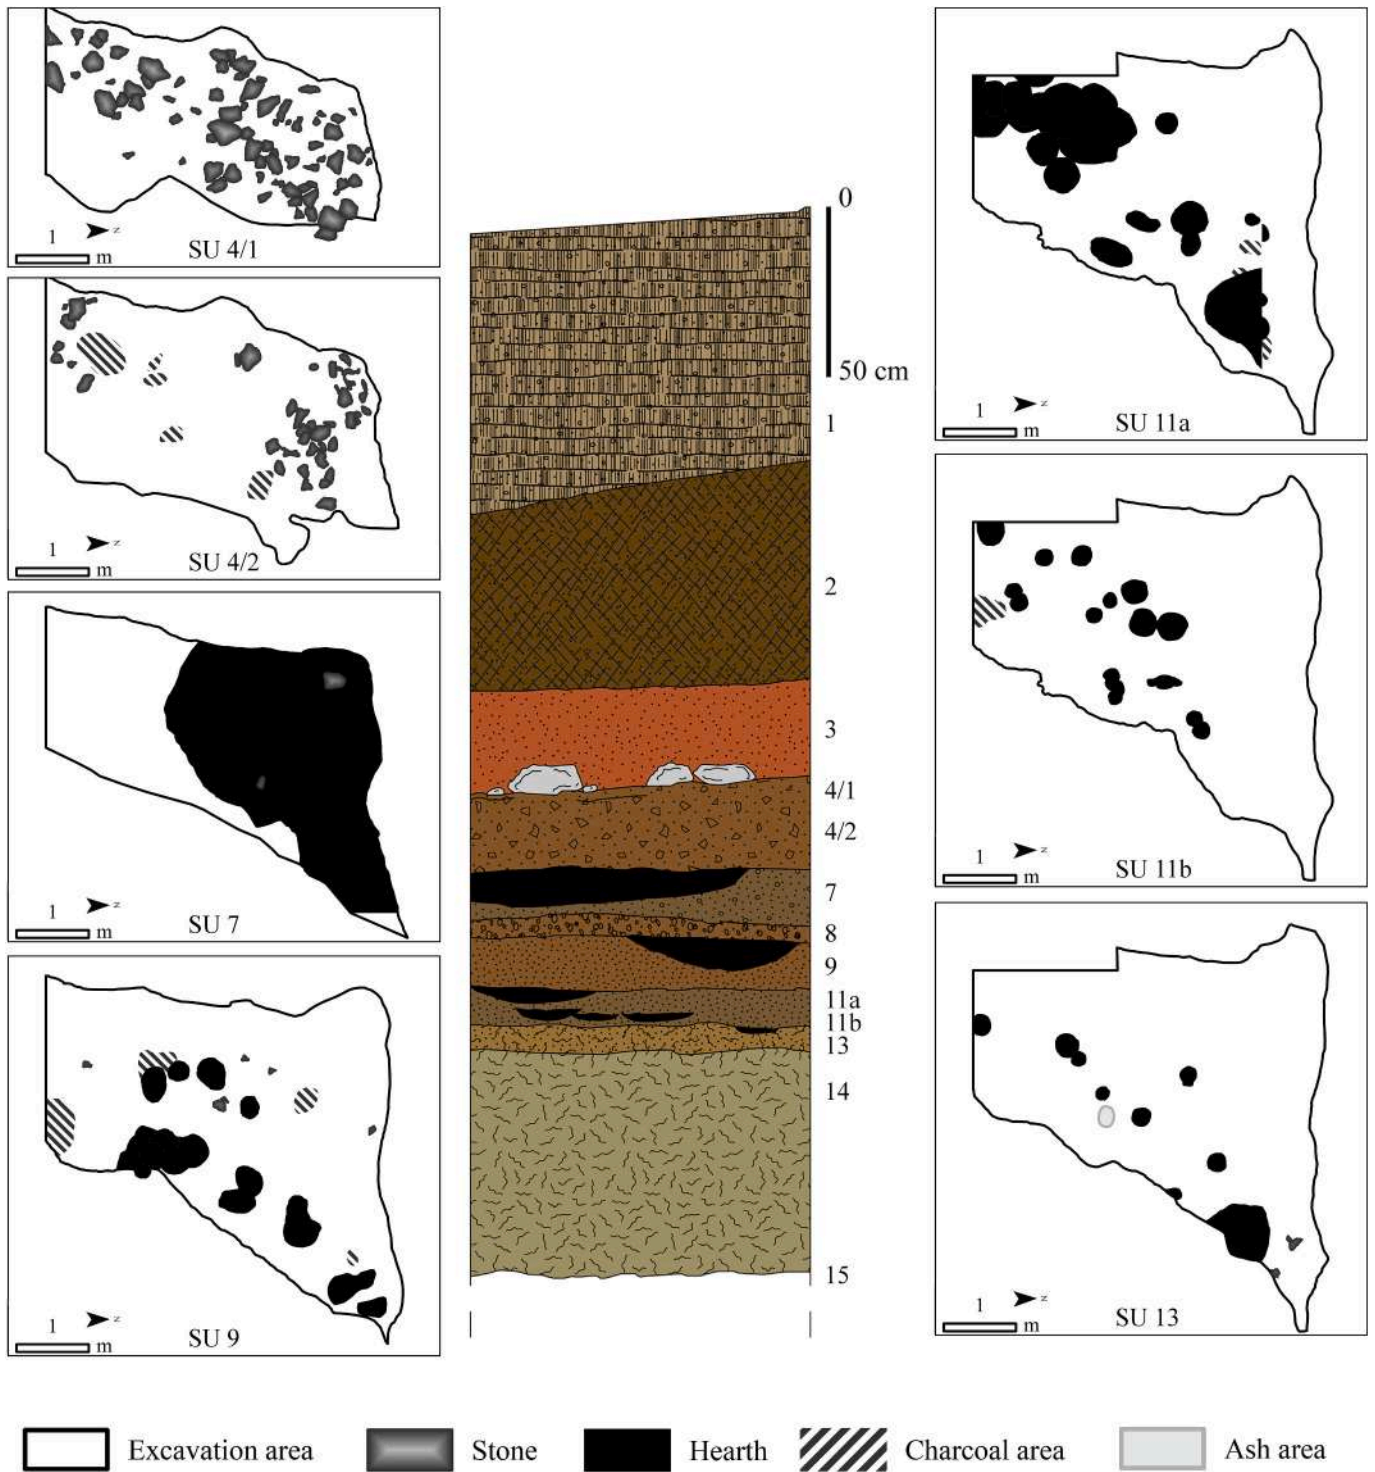 1 m
z
SU 4/1
1 m
z
SU 4/2
1 m
z
SU 7
1 m
z
SU 9
0
50 cm
1
2
3
4/1
4/2
7
8
9
11a
11b
13
14
15
1 m
z
SU 11a
1 m
z
SU 11b
1 m
z
SU 13
Excavation area Stone Hearth Charcoal area Ash area